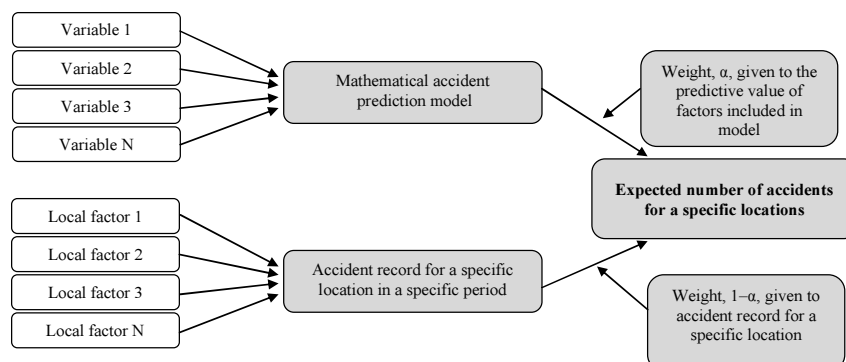 Variable 1
Variable 2
Variable 3
Variable N
Mathematical accident
prediction model
Weight, α, given to the
predictive value of
factors included in
model
Expected number of accidents
for a specific locations
Local factor 1
Local factor 2
Local factor 3
Local factor N
Accident record for a specific
location in a specific period
Weight, 1–α, given to
accident record for a
specific location